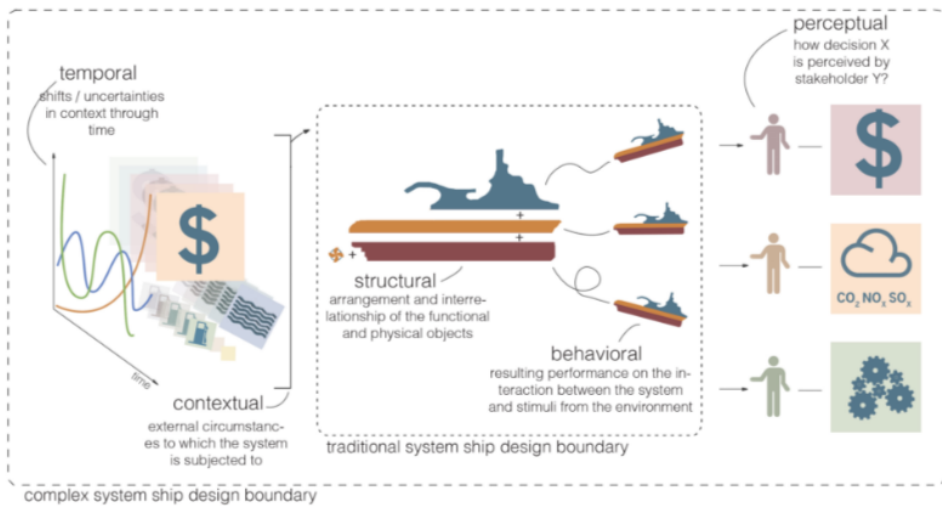 temporal
shifts / uncertainties
in context through
time
time
contextual
external circumstanc-
es to which the system
is subjected to
structural
arrangement and interre-
lationship of the functional
and physical objects
behavioral
resulting performance on the in-
teraction between the system
and stimuli from the environment
traditional system ship design boundary
perceptual
how decision X
is perceived by
stakeholder Y?
$
$
CO₂ NOₓ SOₓ
complex system ship design boundary